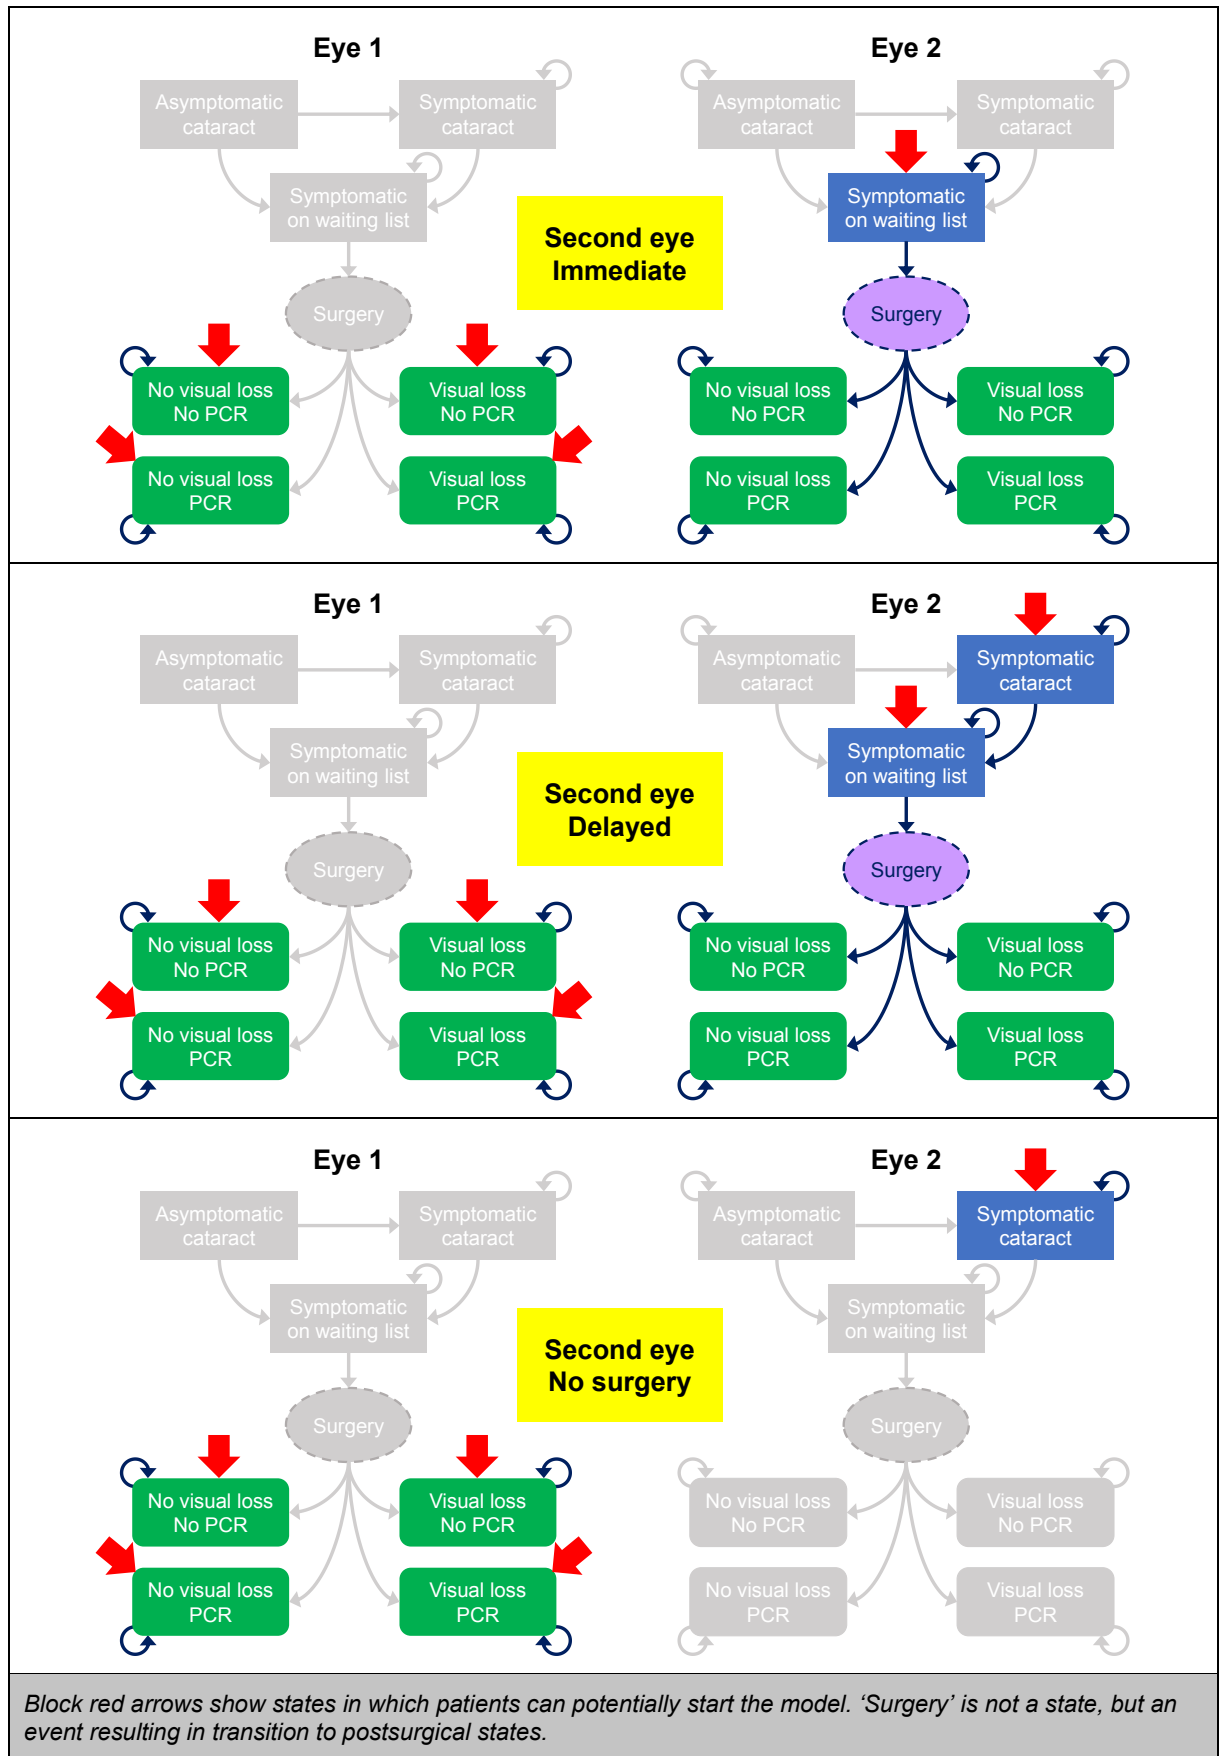 Eye 1
Eye 2
Asymptomatic
cataract
Symptomatic
cataract
Asymptomatic
cataract
Symptomatic
cataract
Symptomatic
on waiting list
Symptomatic
on waiting list
Second eye
Immediate
Surgery
Surgery
No visual loss
No PCR
Visual loss
No PCR
No visual loss
No PCR
Visual loss
No PCR
No visual loss
PCR
Visual loss
PCR
No visual loss
PCR
Visual loss
PCR
Eye 1
Eye 2
Asymptomatic
cataract
Symptomatic
cataract
Asymptomatic
cataract
Symptomatic
cataract
Symptomatic
on waiting list
Symptomatic
on waiting list
Second eye
Delayed
Surgery
Surgery
No visual loss
No PCR
Visual loss
No PCR
No visual loss
No PCR
Visual loss
No PCR
No visual loss
PCR
Visual loss
PCR
No visual loss
PCR
Visual loss
PCR
Eye 1
Eye 2
Asymptomatic
cataract
Symptomatic
cataract
Asymptomatic
cataract
Symptomatic
cataract
Symptomatic
on waiting list
Symptomatic
on waiting list
Second eye
No surgery
Surgery
Surgery
No visual loss
No PCR
Visual loss
No PCR
No visual loss
No PCR
Visual loss
No PCR
No visual loss
PCR
Visual loss
PCR
No visual loss
PCR
Visual loss
PCR
Block red arrows show states in which patients can potentially start the model. ‘Surgery’ is not a state, but an
event resulting in transition to postsurgical states.